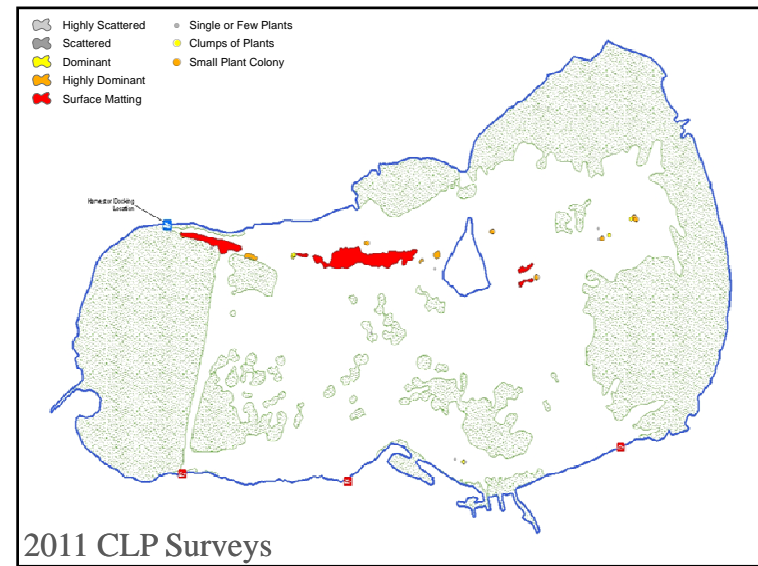 Highly Scattered
Scattered
Dominant
Highly Dominant
Surface Matting
Single or Few Plants
Clumps of Plants
Small Plant Colony
Harvester Docking
Location
2011 CLP Surveys